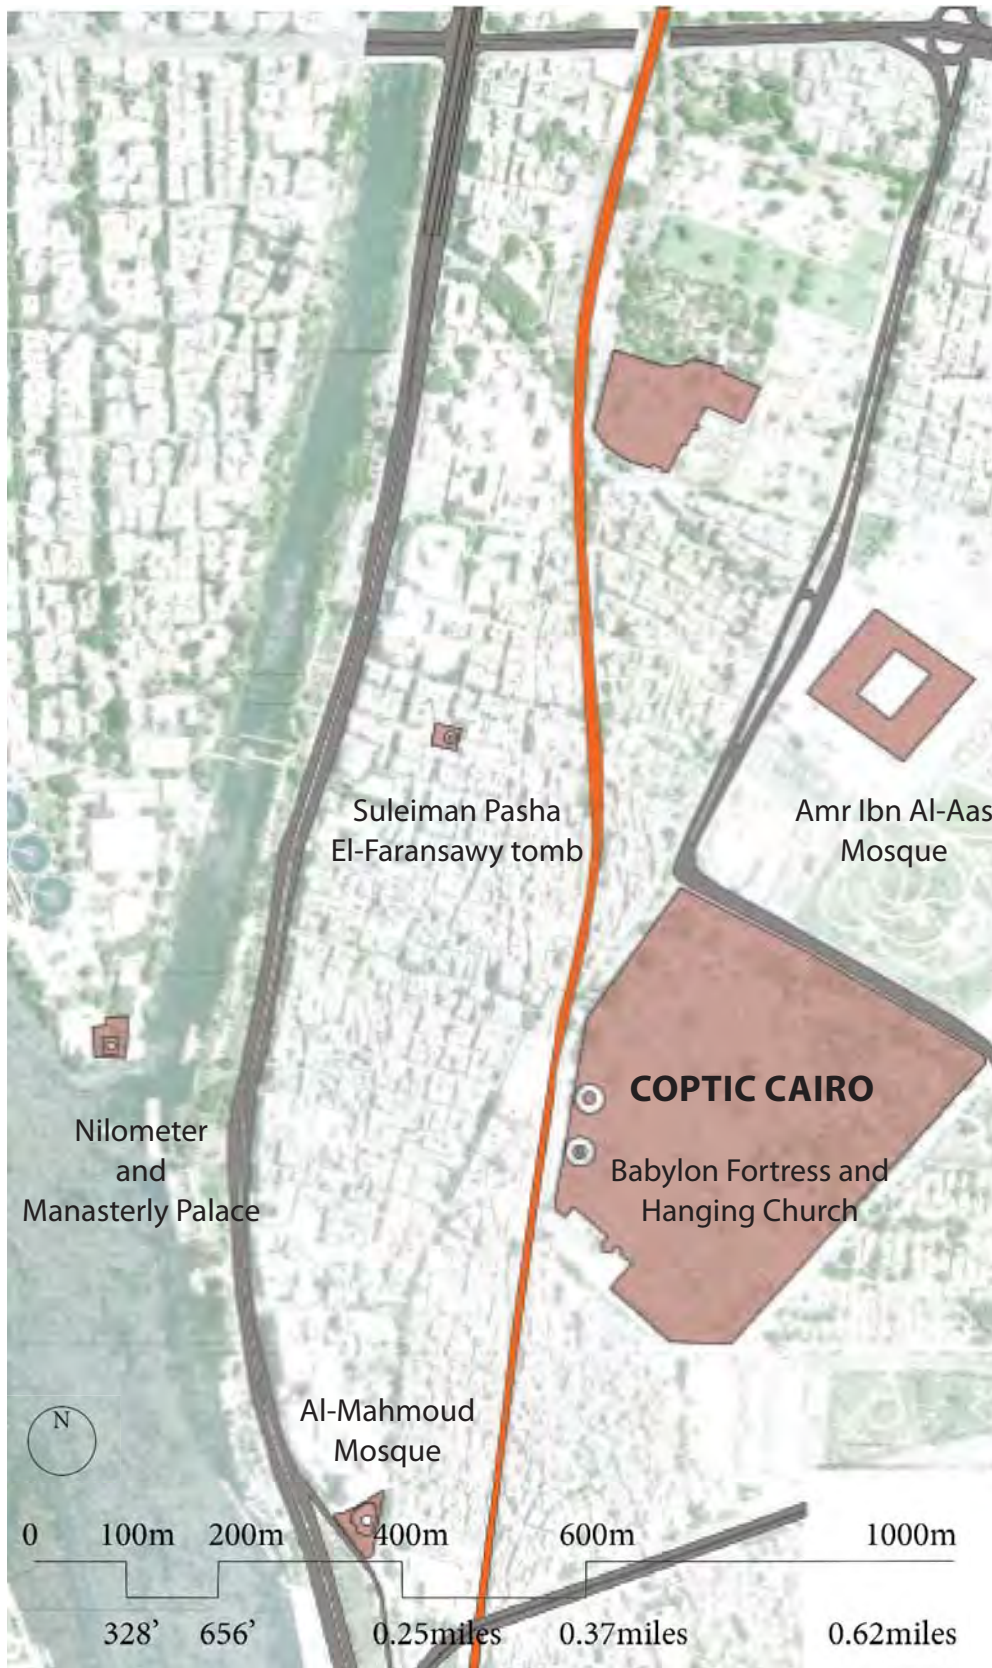 Suleiman Pasha
El-Faransawy tomb
Amr Ibn Al-Aas
Mosque
COPTIC CAIRO
Babylon Fortress and
Hanging Church
Nilometer
and
Manasterly Palace
Al-Mahmoud
Mosque
N
0 100m 200m 400m 600m 1000m
328’ 656’ 0.25miles 0.37miles 0.62miles